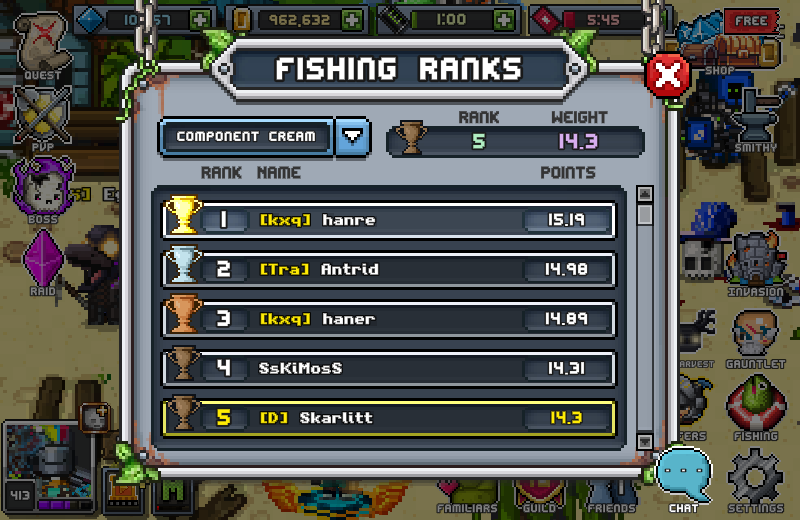 10
57
962,632
1:00
5:45
FREE
QUEST
FISHING RANKS
SHOP
RANK
WEIGHT
COMPONENT CREAM
5
14.3
PVP
SMITHY
RANK
NAME
POINTS
BOSS
1
[kxq] hanre
15.19
2
[Tra] Antrid
14.98
RAID
INVASION
3
[kxq] haner
14.89
4
SsKiMosS
14.31
GAUNTLET
5
[D] Skarlitt
14.3
FISHING
413
M
FAMILIARS
GUILD
FRIENDS
CHAT
SETTINGS